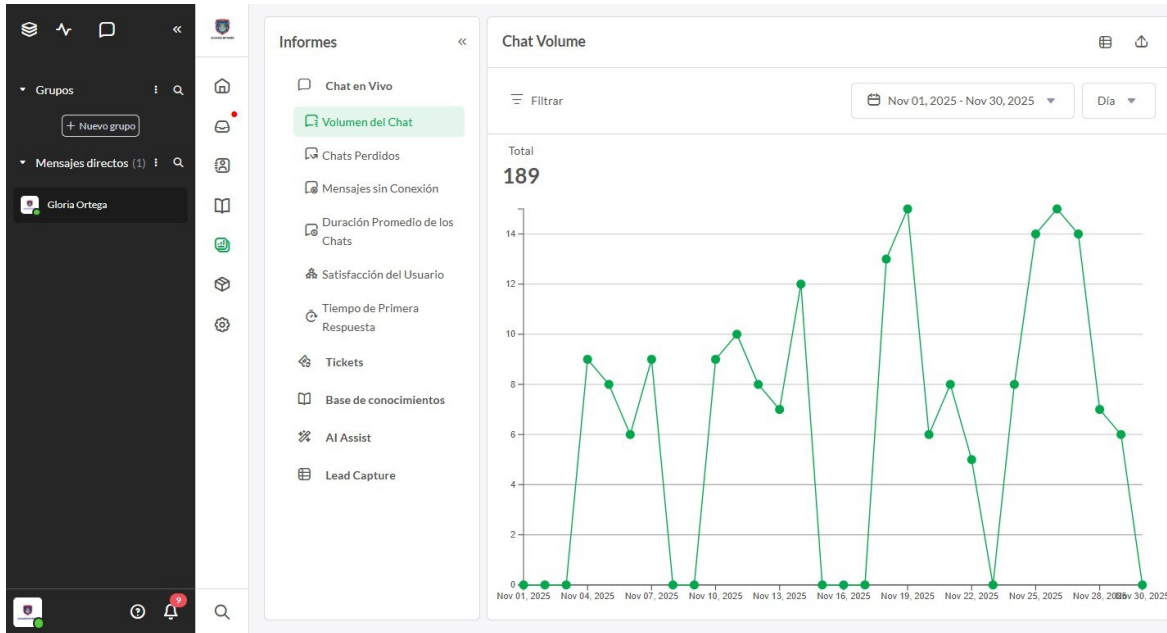 «
Grupos
+ Nuevo grupo
Mensajes directos (1)
Gloria Ortega
9
Informes «
Chat en Vivo
Volumen del Chat
Chats Perdidos
Mensajes sin Conexión
Duración Promedio de los
Chats
Satisfacción del Usuario
Tiempo de Primera
Respuesta
Tickets
Base de conocimientos
AI Assist
Lead Capture
Chat Volume
Filtrar
Nov 01, 2025 - Nov 30, 2025
Día
Total
189
14
12
10
8
6
4
2
0
Nov 01, 2025 Nov 04, 2025 Nov 07, 2025 Nov 10, 2025 Nov 13, 2025 Nov 16, 2025 Nov 19, 2025 Nov 22, 2025 Nov 25, 2025 Nov 28, 2025 Nov 30, 2025